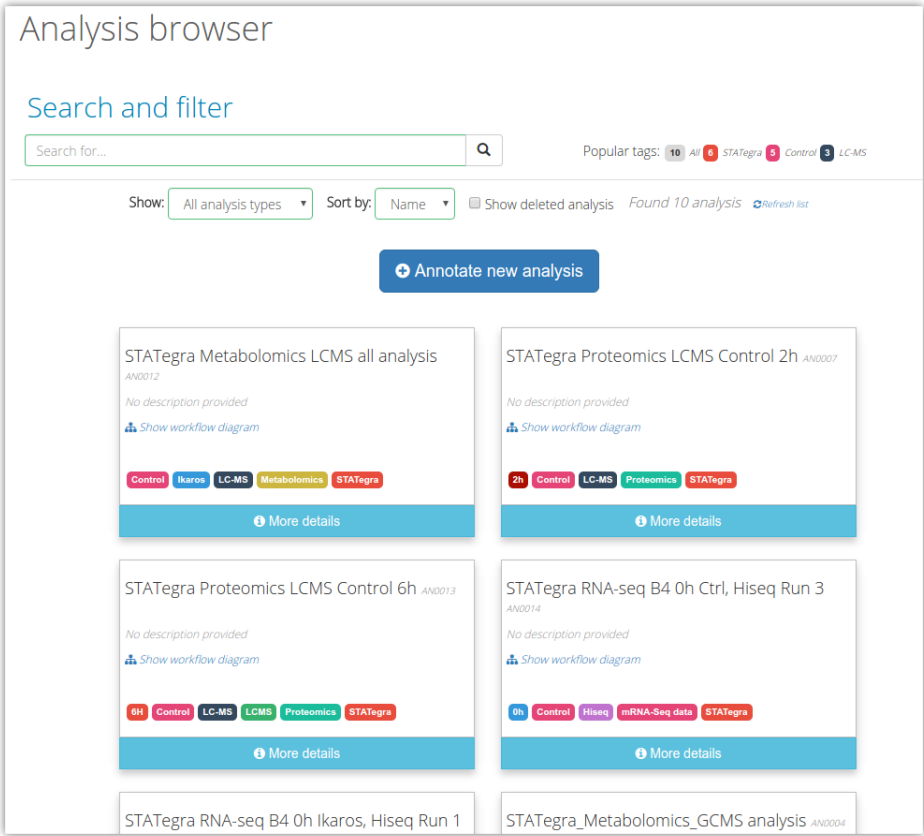 Analysis browser
Search and filter
Search for...
Popular tags: 10 All 6 STATegra 5 Control 3 LC-MS
Show: All analysis types Sort by: Name Show deleted analysis Found 10 analysis Refresh list
Annotate new analysis
STATegra Metabolomics LCMS all analysis
AN0012
No description provided
Show workflow diagram
Control Ikaros LC-MS Metabolomics STATegra
More details
STATegra Proteomics LCMS Control 2h AN0007
No description provided
Show workflow diagram
2h Control LC-MS Proteomics STATegra
More details
STATegra Proteomics LCMS Control 6h AN0013
No description provided
Show workflow diagram
6H Control LC-MS LCMS Proteomics STATegra
More details
STATegra RNA-seq B4 0h Ctrl, Hiseq Run 3
AN0014
No description provided
Show workflow diagram
0h Control Hiseq mRNA-Seq data STATegra
More details
STATegra RNA-seq B4 0h Ikaros, Hiseq Run 1
STATegra_Metabolomics_GCMS analysis AN0004